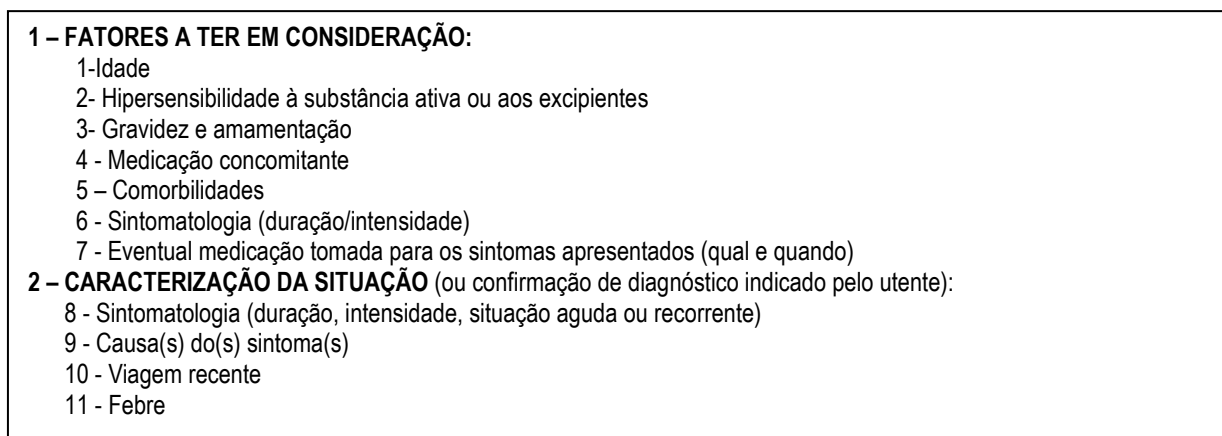 1 – FATORES A TER EM CONSIDERAÇÃO:
1-Idade
2- Hipersensibilidade à substância ativa ou aos excipientes
3- Gravidez e amamentação
4 - Medicação concomitante
5 – Comorbilidades
6 - Sintomatologia (duração/intensidade)
7 - Eventual medicação tomada para os sintomas apresentados (qual e quando)
2 – CARACTERIZAÇÃO DA SITUAÇÃO (ou confirmação de diagnóstico indicado pelo utente):
8 - Sintomatologia (duração, intensidade, situação aguda ou recorrente)
9 - Causa(s) do(s) sintoma(s)
10 - Viagem recente
11 - Febre